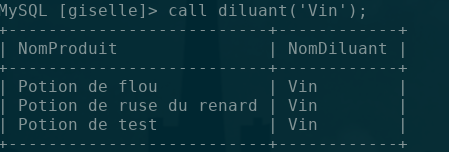 MySQL [giselle]> call diluant('Vin');
+--------------------------+------------+
| NomProduit               | NomDiluant |
+--------------------------+------------+
| Potion de flou           | Vin        |
| Potion de ruse du renard | Vin        |
| Potion de test           | Vin        |
+--------------------------+------------+